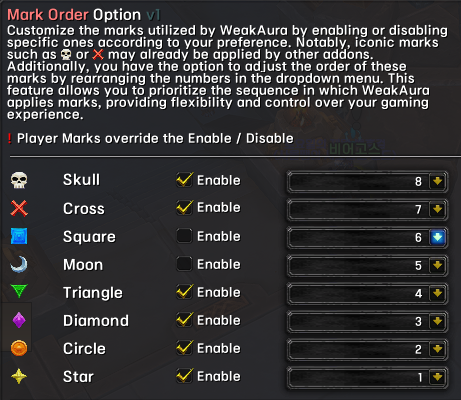 Mark Order Option v1
Customize the marks utilized by WeakAura by enabling or disabling
specific ones according to your preference. Notably, iconic marks
such as or may already be applied by other addons.
Additionally, you have the option to adjust the order of these
marks by rearranging the numbers in the dropdown menu. This
feature allows you to prioritize the sequence in which WeakAura
applies marks, providing flexibility and control over your gaming
experience.
! Player Marks override the Enable / Disable
비어고스
Skull Enable 8
Cross Enable 7
Square Enable 6
Moon Enable 5
Triangle Enable 4
Diamond Enable 3
Circle Enable 2
Star Enable 1